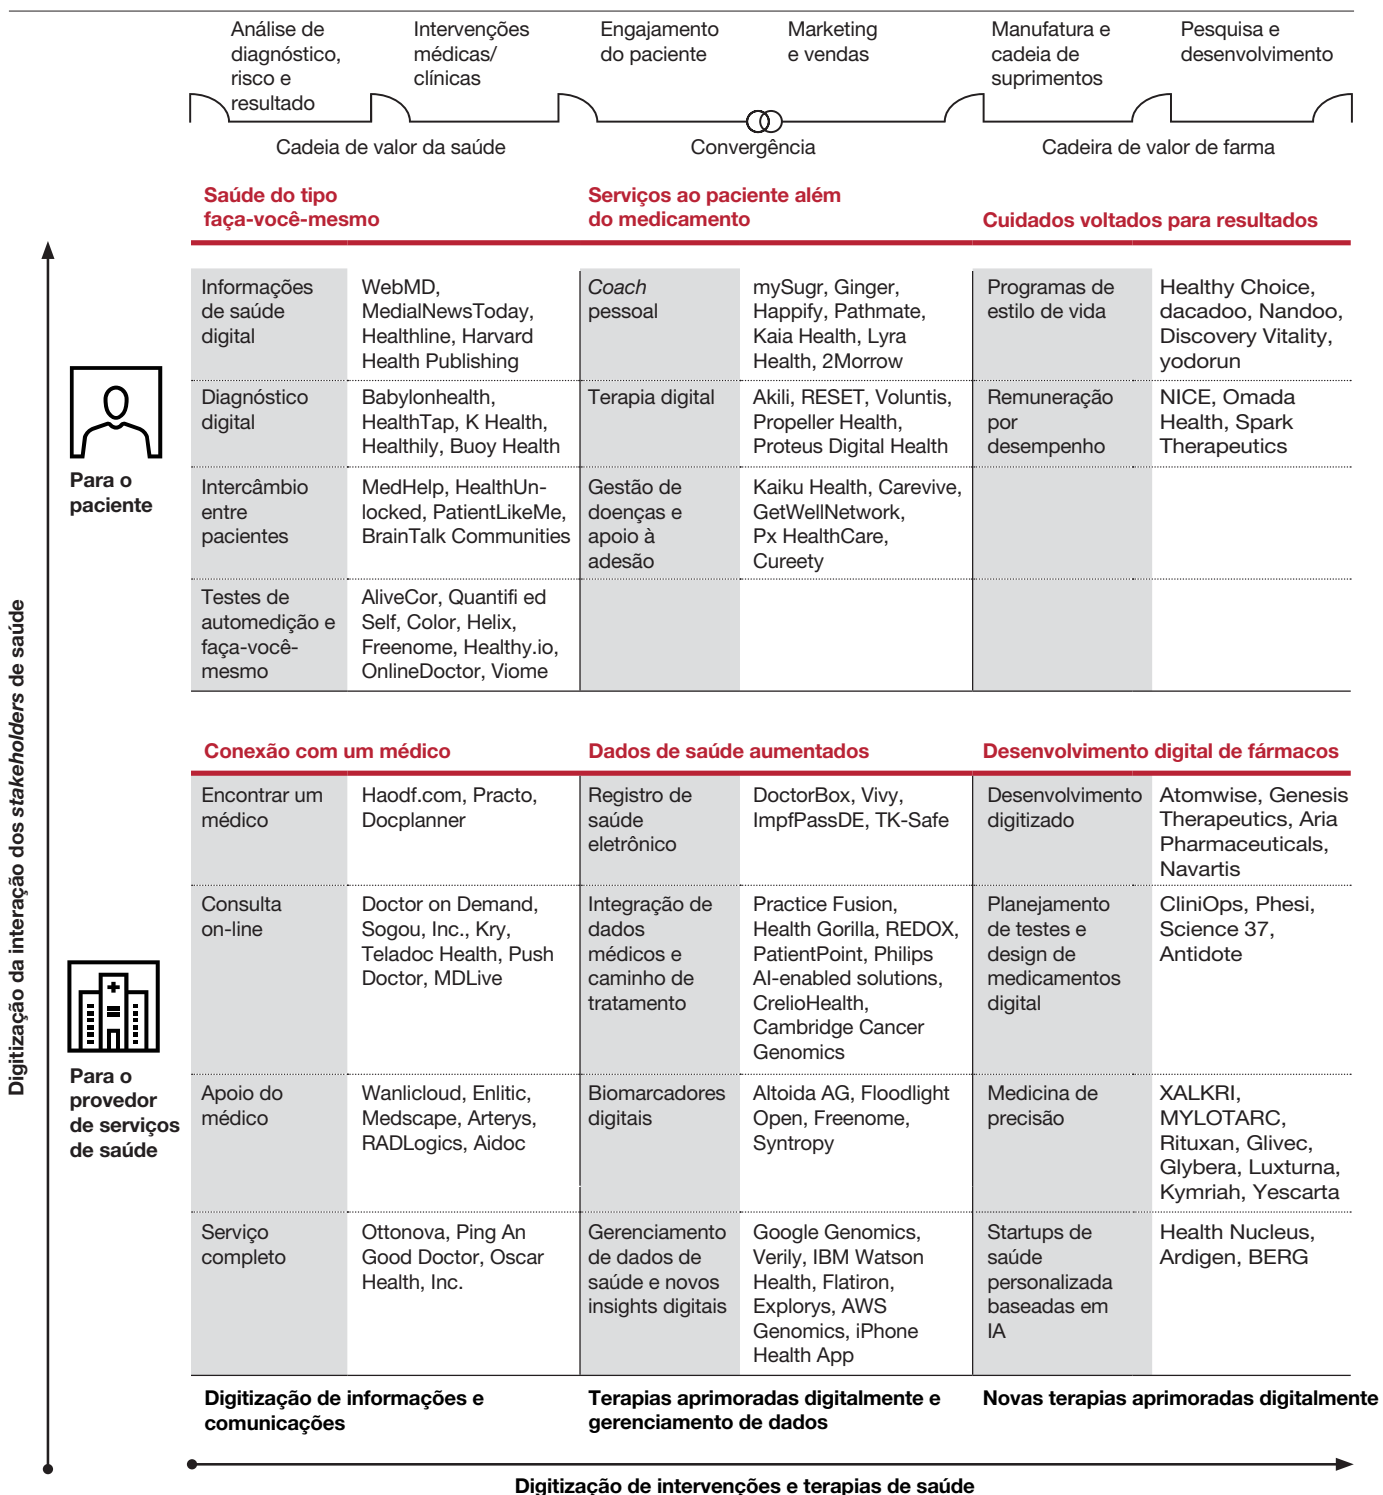 Análise de
diagnóstico,
risco e
resultado
Intervenções
médicas/
clínicas
Engajamento
do paciente
Marketing
e vendas
Manufatura e
cadeia de
suprimentos
Pesquisa e
desenvolvimento
Cadeia de valor da saúde
Convergência
Cadeira de valor de farma
Saúde do tipo
faça-você-mesmo
Serviços ao paciente além
do medicamento
Cuidados voltados para resultados
Digitização da interação dos stakeholders de saúde
Para o
paciente
Informações
de saúde
digital
WebMD,
MedialNewsToday,
Healthline, Harvard
Health Publishing
Coach
pessoal
mySugr, Ginger,
Happify, Pathmate,
Kaia Health, Lyra
Health, 2Morrow
Programas de
estilo de vida
Healthy Choice,
dacadoo, Nandoo,
Discovery Vitality,
yodorun
Diagnóstico
digital
Babylonhealth,
HealthTap, K Health,
Healthily, Buoy Health
Terapia digital
Akili, RESET, Voluntis,
Propeller Health,
Proteus Digital Health
Remuneração
por
desempenho
NICE, Omada
Health, Spark
Therapeutics
Intercâmbio
entre
pacientes
MedHelp, HealthUn-
locked, PatientLikeMe,
BrainTalk Communities
Gestão de
doenças e
apoio à
adesão
Kaiku Health, Carevive,
GetWellNetwork,
Px HealthCare,
Cureety
Testes de
automedição e
faça-você-
mesmo
AliveCor, Quantifi ed
Self, Color, Helix,
Freenome, Healthy.io,
OnlineDoctor, Viome
Conexão com um médico
Dados de saúde aumentados
Desenvolvimento digital de fármacos
Para o
provedor
de serviços
de saúde
Encontrar um
médico
Haodf.com, Practo,
Docplanner
Registro de
saúde
eletrônico
DoctorBox, Vivy,
ImpfPassDE, TK-Safe
Desenvolvimento
digitizado
Atomwise, Genesis
Therapeutics, Aria
Pharmaceuticals,
Navartis
Consulta
on-line
Doctor on Demand,
Sogou, Inc., Kry,
Teladoc Health, Push
Doctor, MDLive
Integração de
dados
médicos e
caminho de
tratamento
Practice Fusion,
Health Gorilla, REDOX,
PatientPoint, Philips
AI-enabled solutions,
CrelioHealth,
Cambridge Cancer
Genomics
Planejamento
de testes e
design de
medicamentos
digital
CliniOps, Phesi,
Science 37,
Antidote
Apoio do
médico
Wanlicloud, Enlitic,
Medscape, Arterys,
RADLogics, Aidoc
Biomarcadores
digitais
Altoida AG, Floodlight
Open, Freenome,
Syntropy
Medicina de
precisão
XALKRI,
MYLOTARC,
Rituxan, Glivec,
Glybera, Luxturna,
Kymriah, Yescarta
Serviço
completo
Ottonova, Ping An
Good Doctor, Oscar
Health, Inc.
Gerenciamento
de dados de
saúde e novos
insights digitais
Google Genomics,
Verily, IBM Watson
Health, Flatiron,
Explorys, AWS
Genomics, iPhone
Health App
Startups de
saúde
personalizada
baseadas em
IA
Health Nucleus,
Ardigen, BERG
Digitização de informações e
comunicações
Terapias aprimoradas digitalmente e
gerenciamento de dados
Novas terapias aprimoradas digitalmente
Digitização de intervenções e terapias de saúde